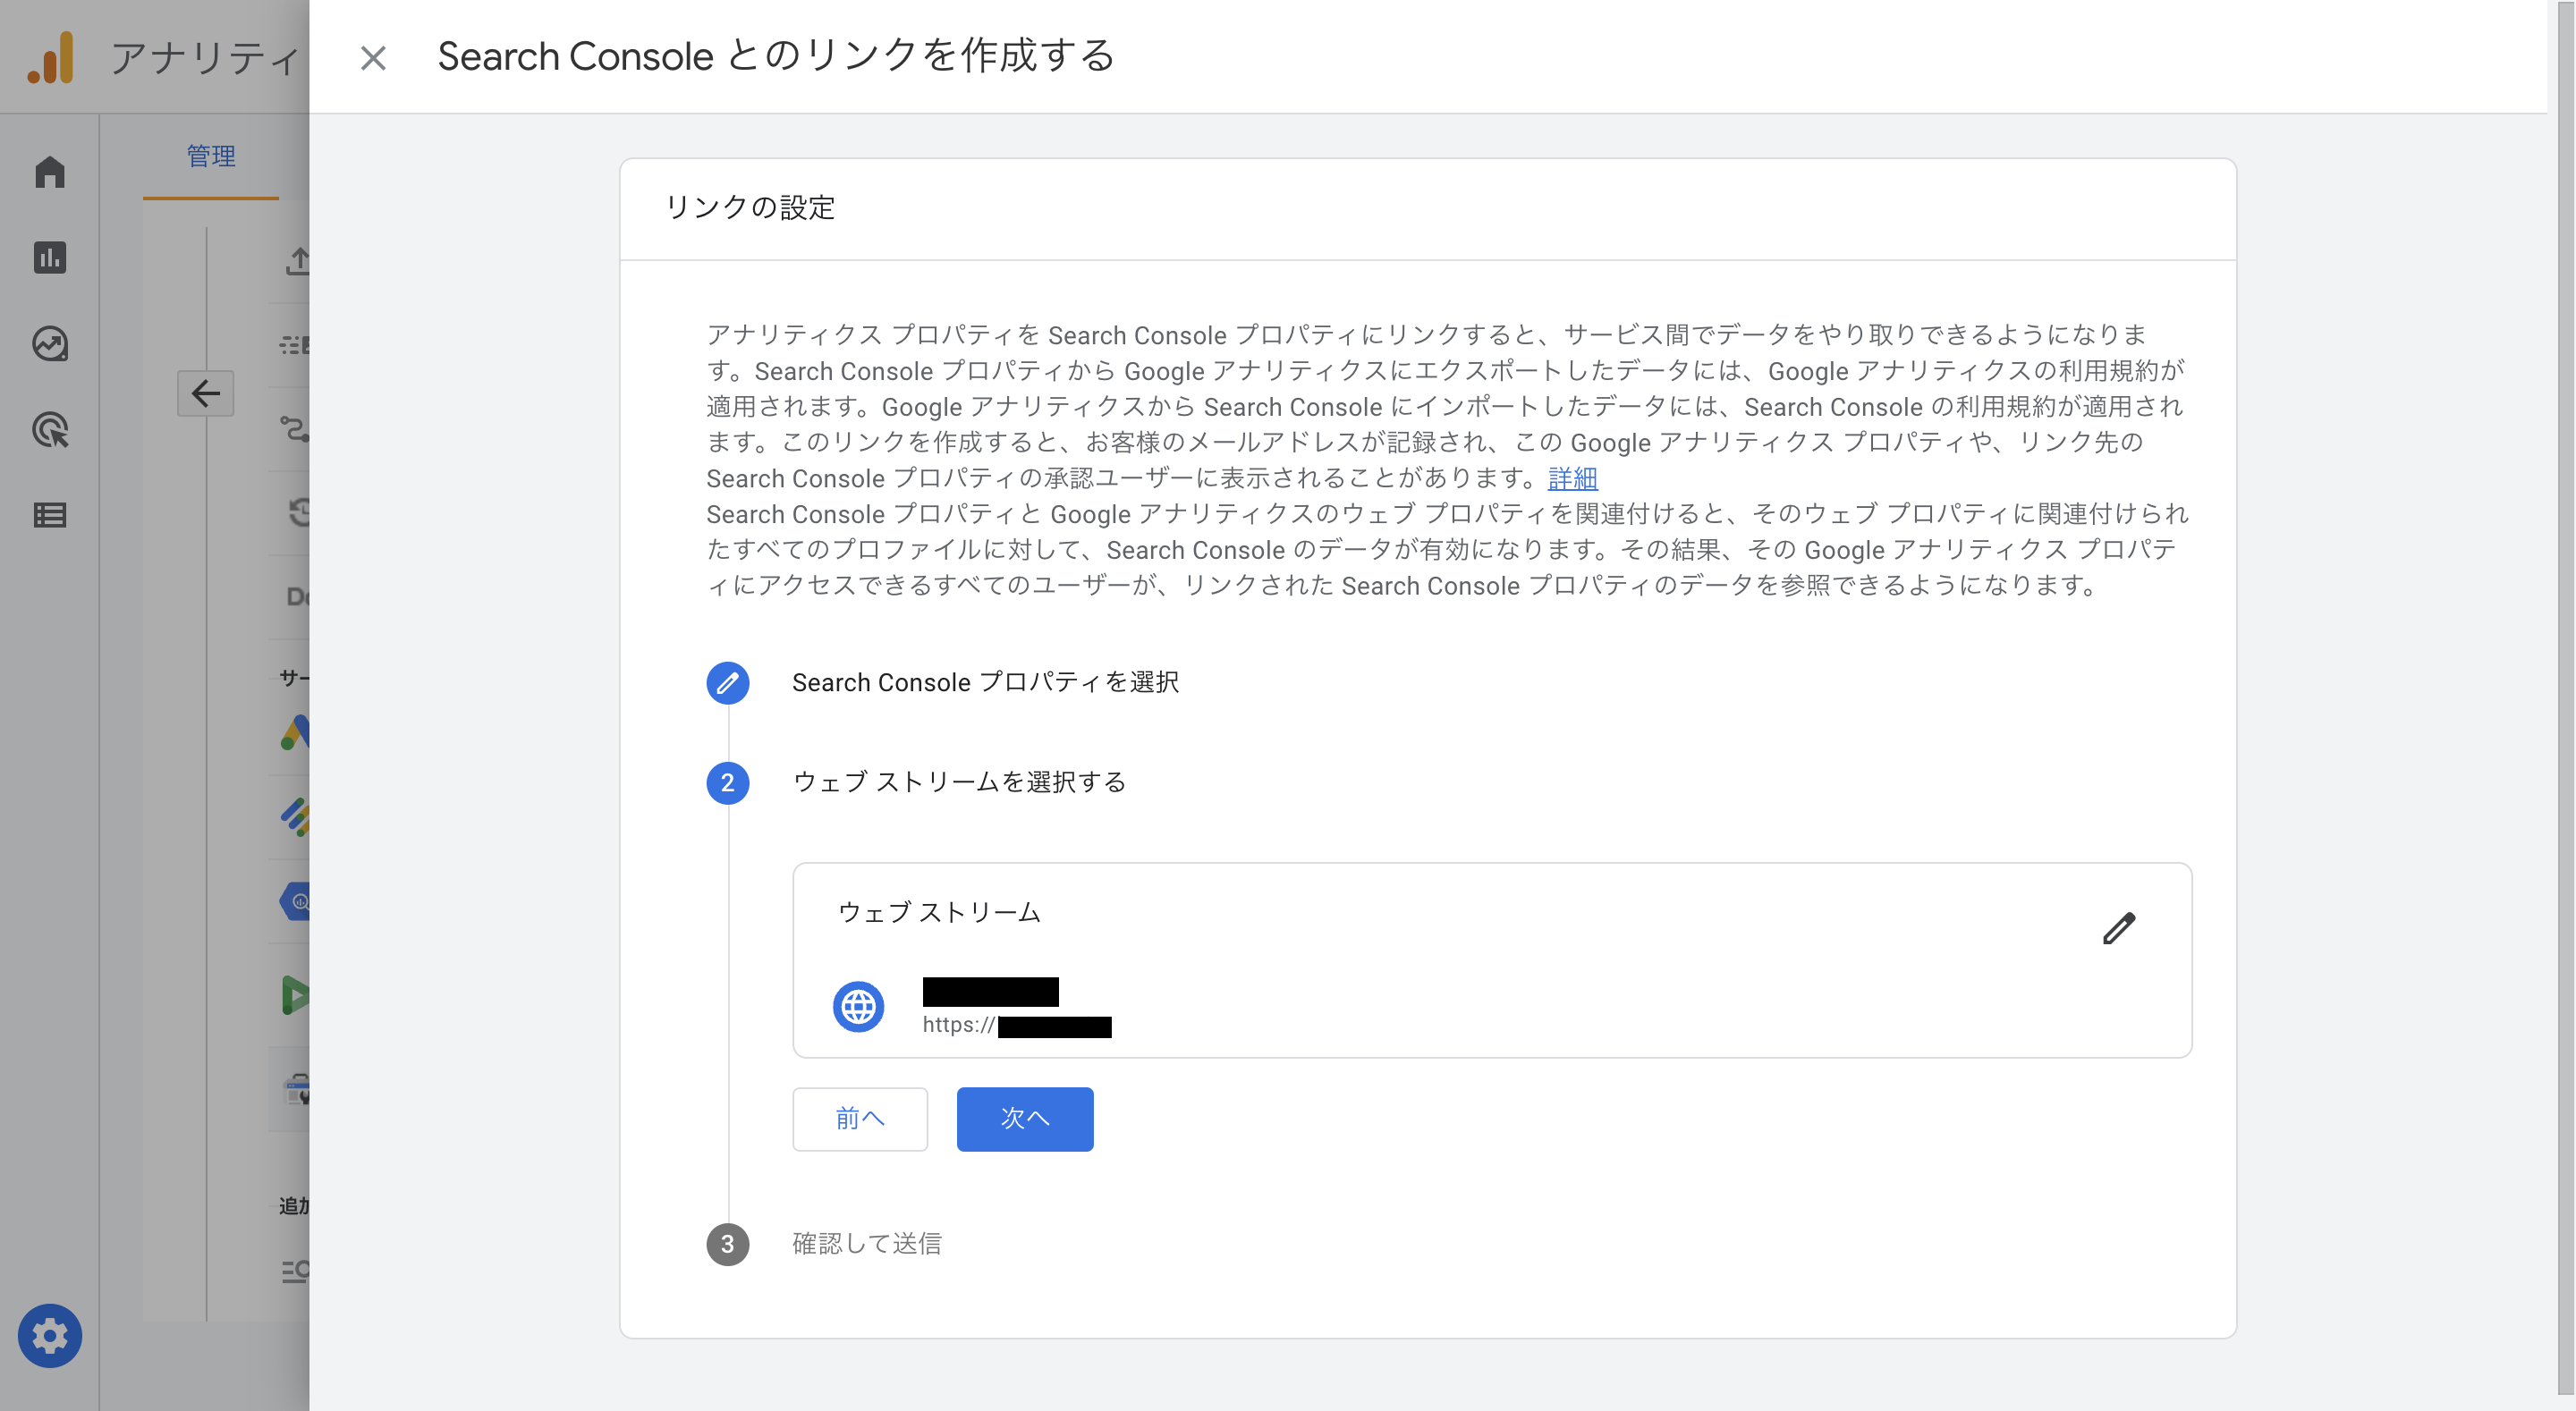 アナリティ
Search Console とのリンクを作成する
管理
リンクの設定
アナリティクス プロパティを Search Console プロパティにリンクすると、サービス間でデータをやり取りできるようになりま
す。Search Console プロパティから Google アナリティクスにエクスポートしたデータには、Google アナリティクスの利用規約が
適用されます。Google アナリティクスから Search Console にインポートしたデータには、Search Console の利用規約が適用され
ます。このリンクを作成すると、お客様のメールアドレスが記録され、この Google アナリティクス プロパティや、リンク先の
Search Console プロパティの承認ユーザーに表示されることがあります。詳細
Search Console プロパティと Google アナリティクスのウェブ プロパティを関連付けると、そのウェブ プロパティに関連付けられ
たすべてのプロファイルに対して、Search Console のデータが有効になります。その結果、その Google アナリティクス プロパテ
ィにアクセスできるすべてのユーザーが、リンクされた Search Console プロパティのデータを参照できるようになります。
サー
Search Console プロパティを選択
2 ウェブ ストリームを選択する
ウェブ ストリーム
https://
前へ 次へ
追加
3 確認して送信